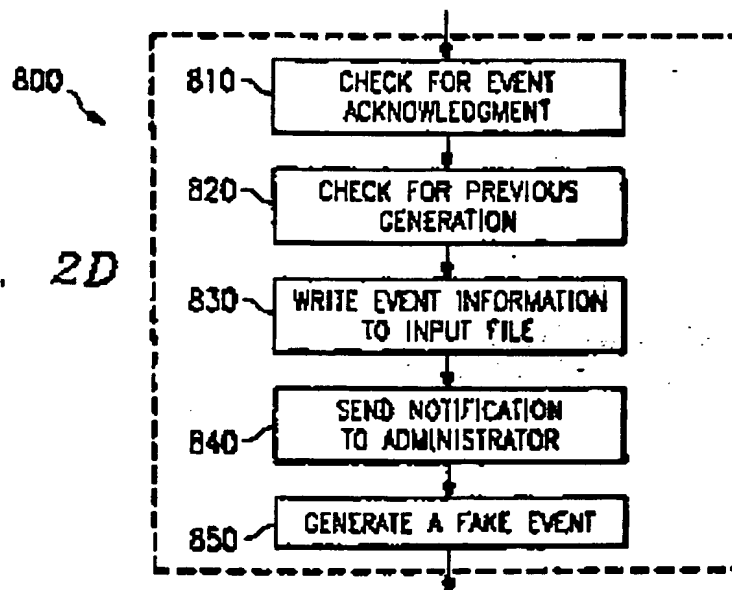 800
810
CHECK FOR EVENT
ACKNOWLEDGMENT
820
CHECK FOR PREVIOUS
GENERATION
2D
830
WRITE EVENT INFORMATION
TO INPUT FILE
840
SEND NOTIFICATION
TO ADMINISTRATOR
850
GENERATE A FAKE EVENT